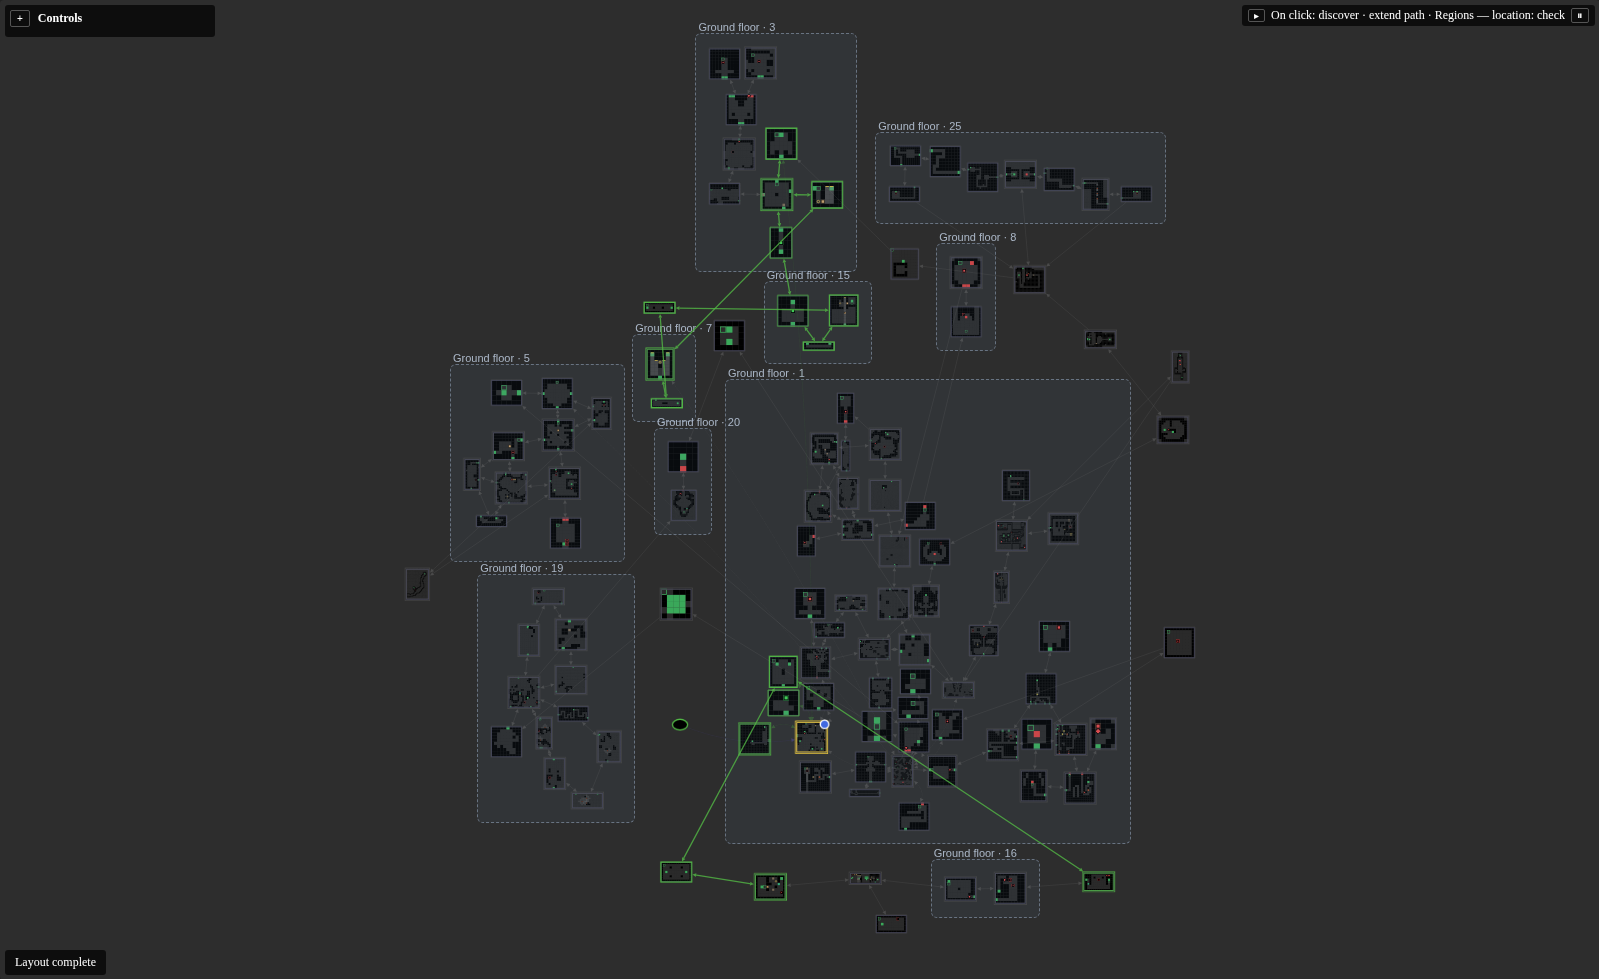 + Controls
On click: discover · extend path · Regions — location: check
Ground floor · 3
Ground floor · 25
Ground floor · 8
Ground floor · 15
Ground floor · 7
Ground floor · 5
Ground floor · 1
Ground floor · 20
Ground floor · 19
Ground floor · 16
Layout complete